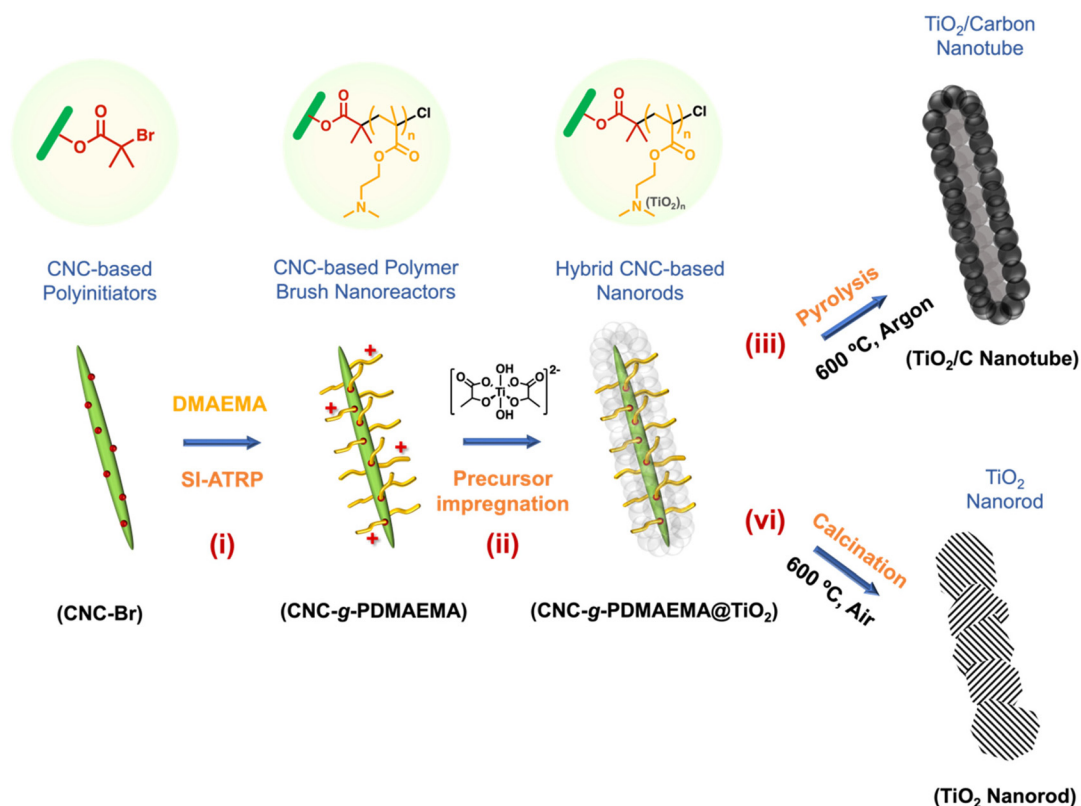 TiO₂/Carbon
Nanotube
O
O
Br
O
O
n
Cl
O
O
N
O
O
n
Cl
O
O
N
(TiO₂)n
CNC-based
Polyinitiators
CNC-based Polymer
Brush Nanoreactors
Hybrid CNC-based
Nanorods
Pyrolysis
(iii)
600 ºC, Argon
(TiO₂/C Nanotube)
+
+
+
+
DMAEMA
SI-ATRP
(i)
OH
2-
O
O
O
O
Ti
O
O
OH
Precursor
impregnation
(ii)
TiO₂
Nanorod
(vi)
Calcination
600 ºC, Air
(CNC-Br)
(CNC-g-PDMAEMA)
(CNC-g-PDMAEMA@TiO₂)
(TiO₂ Nanorod)